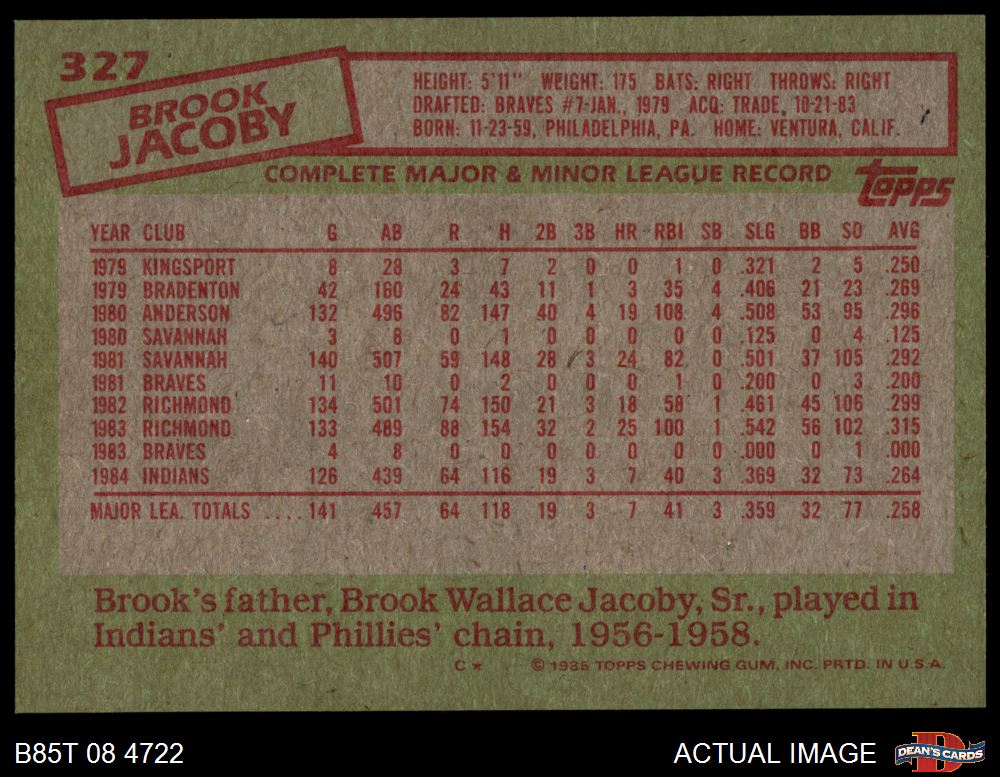 327
BROOK
JACOBY
HEIGHT: 5'11" WEIGHT: 175 BATS: RIGHT THROWS: RIGHT
DRAFTED: BRAVES #7-JAN., 1979 ACQ: TRADE, 10-21-83
BORN: 11-23-59, PHILADELPHIA, PA. HOME: VENTURA, CALIF.
COMPLETE MAJOR & MINOR LEAGUE RECORD
TOPPS
YEAR CLUB G AB R H 2B 3B HR RBI SB SLG BB SO AVG
1979 KINGSPORT 8 28 3 7 2 0 0 1 0 .321 2 5 .250
1979 BRADENTON 42 160 24 43 11 1 3 35 4 .406 21 23 .269
1980 ANDERSON 132 496 82 147 40 4 19 108 4 .508 53 95 .296
1980 SAVANNAH 3 8 0 1 0 0 0 0 0 .125 0 4 .125
1981 SAVANNAH 140 507 59 148 28 3 24 82 0 .501 37 105 .292
1981 BRAVES 11 10 0 2 0 0 0 1 0 .200 0 3 .200
1982 RICHMOND 134 501 74 150 21 3 18 58 1 .461 45 106 .299
1983 RICHMOND 133 489 88 154 32 2 25 100 1 .542 56 102 .315
1983 BRAVES 4 8 0 0 0 0 0 0 0 .000 0 1 .000
1984 INDIANS 126 439 64 116 19 3 7 40 3 .369 32 73 .264
MAJOR LEA. TOTALS ....141 457 64 118 19 3 7 41 3 .359 32 77 .258
Brook's father, Brook Wallace Jacoby, Sr., played in
Indians' and Phillies' chain, 1956-1958.
C* © 1985 TOPPS CHEWING GUM, INC. PRTD. IN U.S.A.
B85T 08 4722
ACTUAL IMAGE
D
DEAN'S CARDS